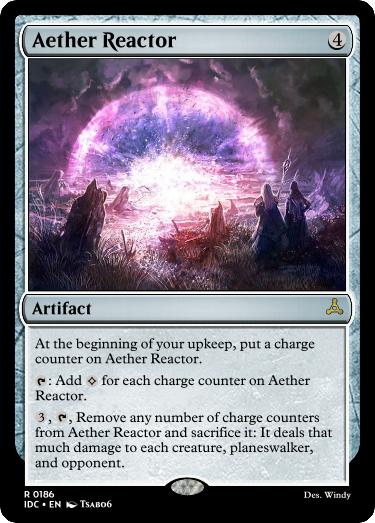 Aether Reactor 4
Artifact
At the beginning of your upkeep, put a charge
counter on Aether Reactor.
: Add for each charge counter on Aether
Reactor.
3, , Remove any number of charge counters
from Aether Reactor and sacrifice it: It deals that
much damage to each creature, planeswalker,
and opponent.
R 0186
IDC • EN Tsabo6
Des. Windy